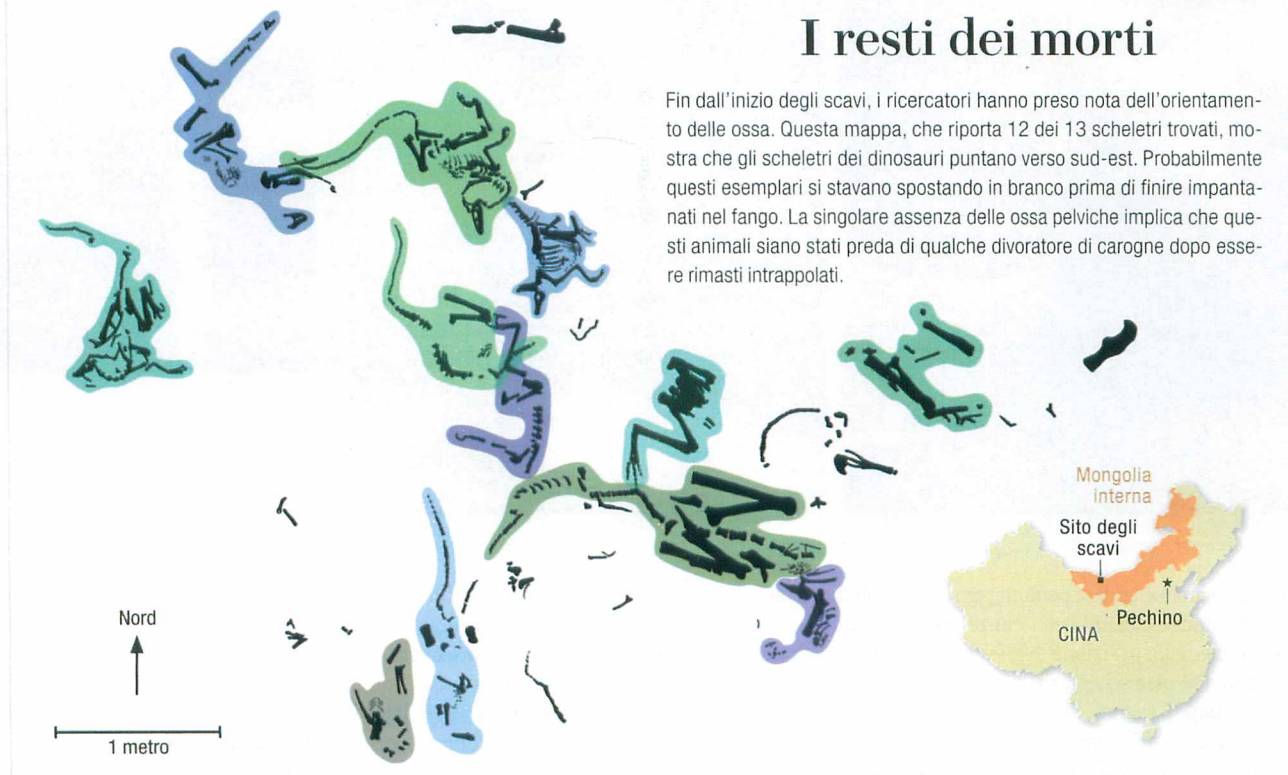 I resti dei morti
Fin dall'inizio degli scavi, i ricercatori hanno preso nota dell'orientamen-
to delle ossa. Questa mappa, che riporta 12 dei 13 scheletri trovati, mo-
stra che gli scheletri dei dinosauri puntano verso sud-est. Probabilmente
questi esemplari si stavano spostando in branco prima di finire impanta-
nati nel fango. La singolare assenza delle ossa pelviche implica che que-
sti animali siano stati preda di qualche divoratore di carogne dopo esse-
re rimasti intrappolati.
Mongolia
interna
Sito degli
scavi
Pechino
CINA
Nord
1 metro